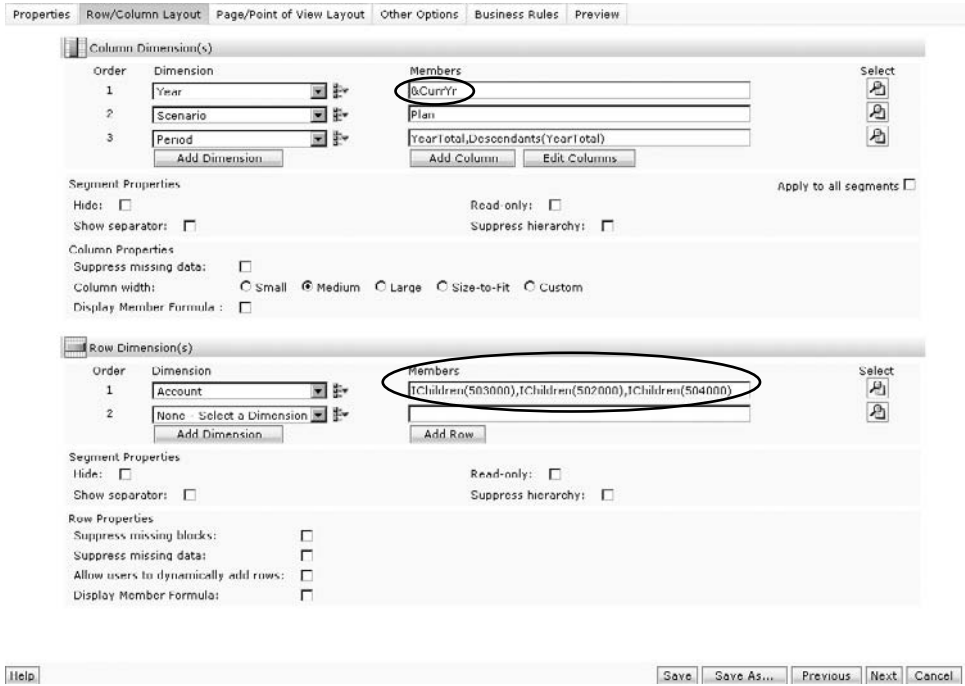 Properties Row/Column Layout Page/Point of View Layout Other Options Business Rules Preview
Column Dimension(s)
Order Dimension Members Select
1 Year &CurrYr
2 Scenario Plan
3 Period YearTotal,Descendants(YearTotal)
Add Dimension Add Column Edit Columns
Segment Properties Apply to all segments
Hide: Read-only:
Show separator: Suppress hierarchy:
Column Properties
Suppress missing data:
Column width: Small Medium Large Size-to-Fit Custom
Display Member Formula :
Row Dimension(s)
Order Dimension Members Select
1 Account IChildren(503000),IChildren(502000),IChildren(504000)
2 None - Select a Dimension
Add Dimension Add Row
Segment Properties
Hide: Read-only:
Show separator: Suppress hierarchy:
Row Properties
Suppress missing blocks:
Suppress missing data:
Allow users to dynamically add rows:
Display Member Formula:
Help Save Save As... Previous Next Cancel